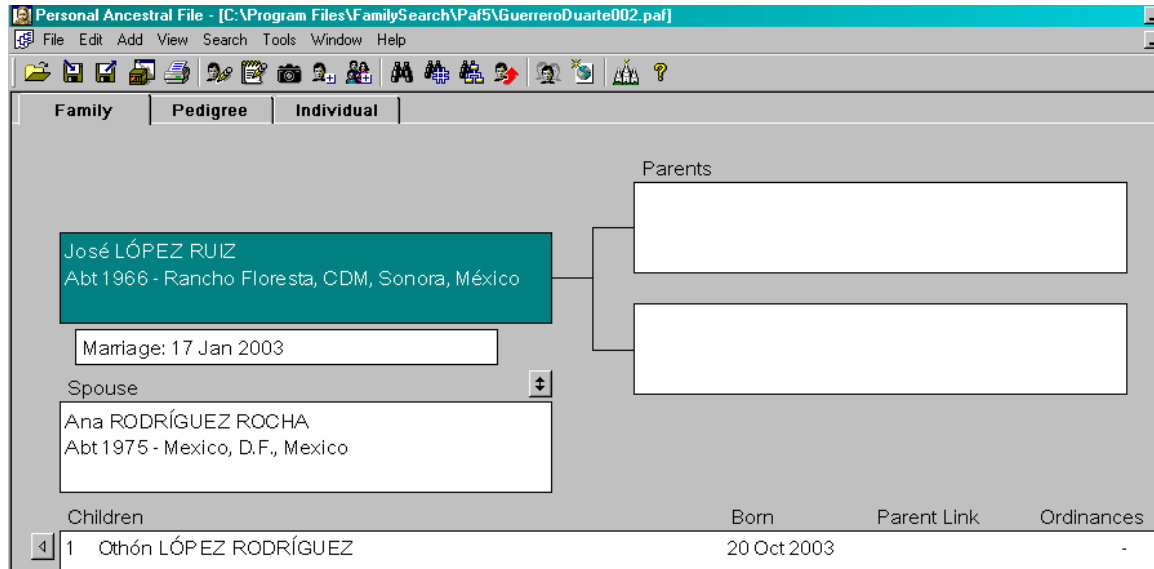 Personal Ancestral File - [C:\Program Files\FamilySearch\Paf5\GuerreroDuarte002.paf]
File Edit Add View Search Tools Window Help
Family Pedigree Individual
Parents
José LÓPEZ RUIZ
Abt 1966 - Rancho Floresta, CDM, Sonora, México
Marriage: 17 Jan 2003
Spouse
Ana RODRÍGUEZ ROCHA
Abt 1975 - Mexico, D.F., Mexico
Children Born Parent Link Ordinances
1 Othón LÓPEZ RODRÍGUEZ 20 Oct 2003 -